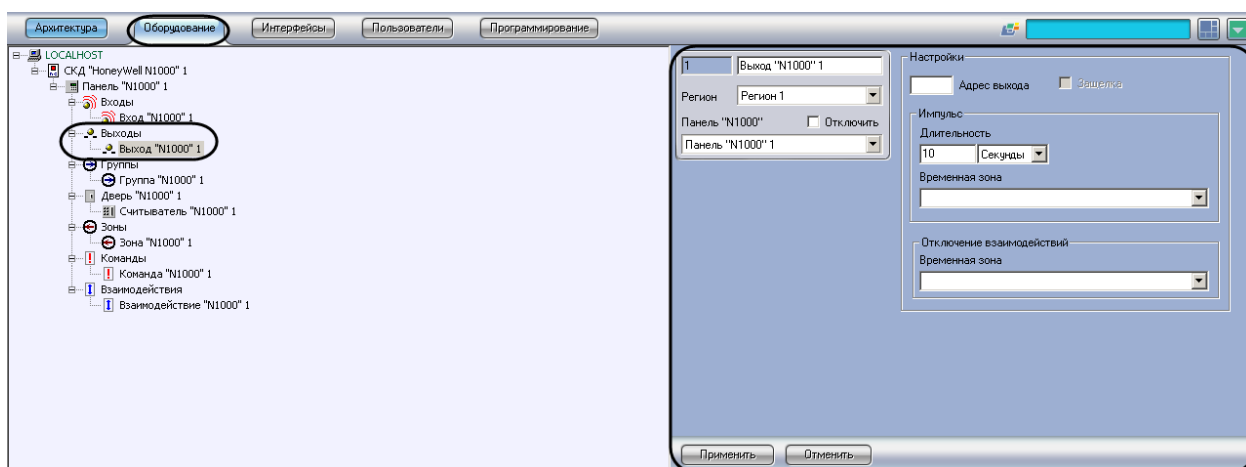 Архитектура Оборудование Интерфейсы Пользователи Программирование
LOCALHOST
СКД "HoneyWell N1000" 1
Панель "N1000" 1
Входы
Вход "N1000" 1
Выходы
Выход "N1000" 1
Группы
Группа "N1000" 1
Дверь "N1000" 1
Считыватель "N1000" 1
Зоны
Зона "N1000" 1
Команды
Команда "N1000" 1
Взаимодействия
Взаимодействие "N1000" 1
1 Выход "N1000" 1
Регион Регион 1
Панель "N1000" Отключить
Панель "N1000" 1
Настройки
Адрес выхода Защелка
Импульс
Длительность
10 Секунды
Временная зона
Отключение взаимодействий
Временная зона
Применить Отменить